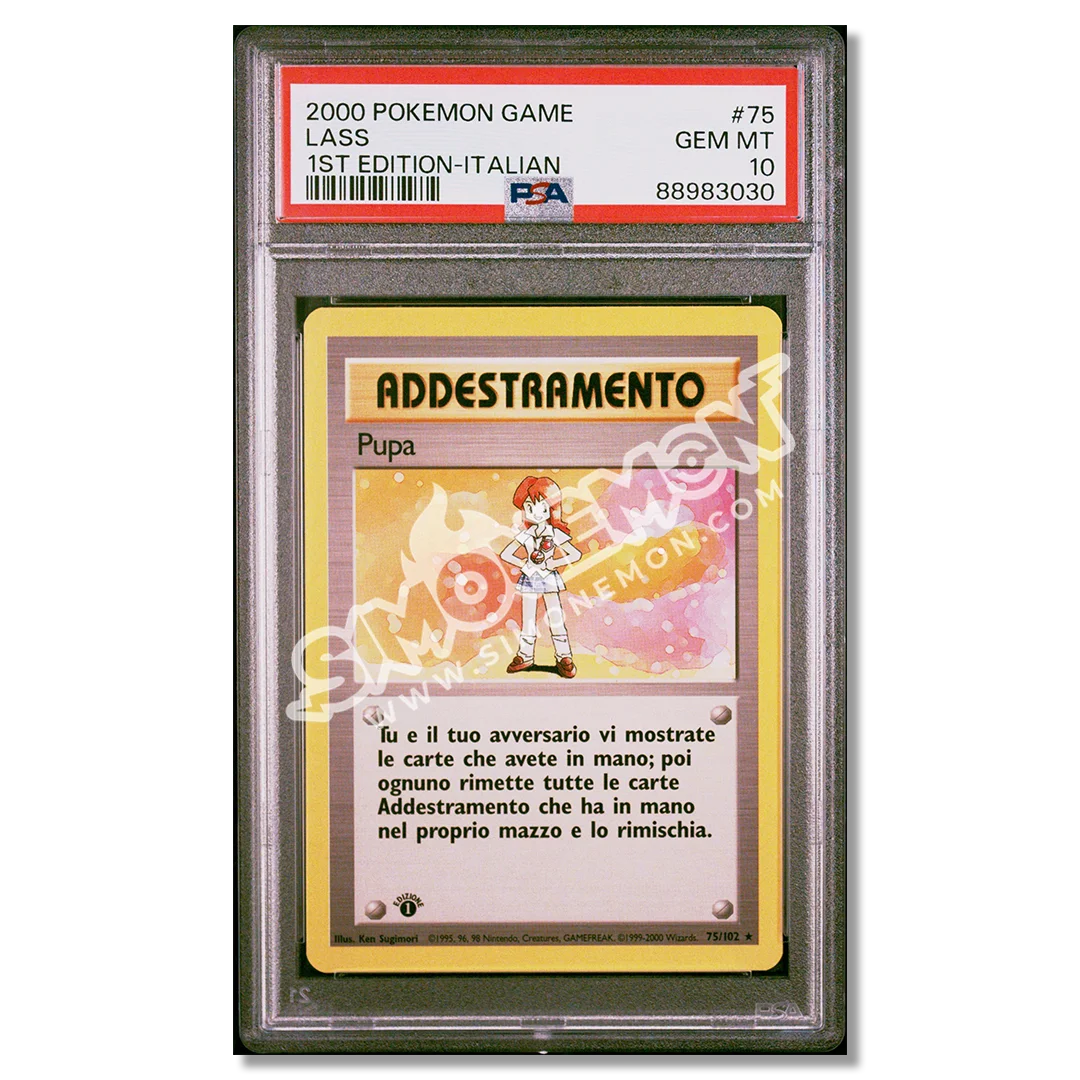 2000 POKEMON GAME #75
LASS GEM MT
1ST EDITION-ITALIAN 10
PSA 88983030
ADDESTRAMENTO
Pupa
SIMONEMON
WWW.SIMONEMON.COM
Tu e il tuo avversario vi mostrate
le carte che avete in mano; poi
ognuno rimette tutte le carte
Addestramento che ha in mano
nel proprio mazzo e lo rimischia.
EDIZIONE
1
Illus. Ken Sugimori ©1995, 96, 98 Nintendo, Creatures, GAMEFREAK. ©1999-2000 Wizards. 75/102 ★
21 PSA